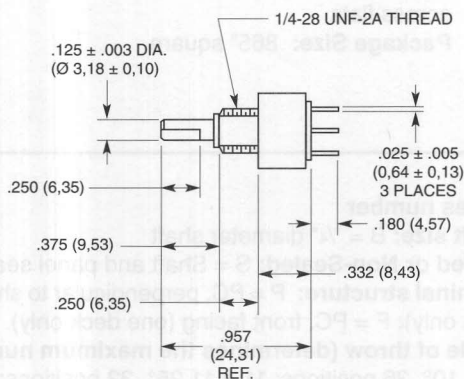 1/4-28 UNF-2A THREAD
.125 ± .003 DIA.
(Ø 3,18 ± 0,10)
.025 ± .005
(0,64 ± 0,13)
3 PLACES
.250 (6,35)
.180 (4,57)
.375 (9,53)
.332 (8,43)
.250 (6,35)
.957
(24,31)
REF.